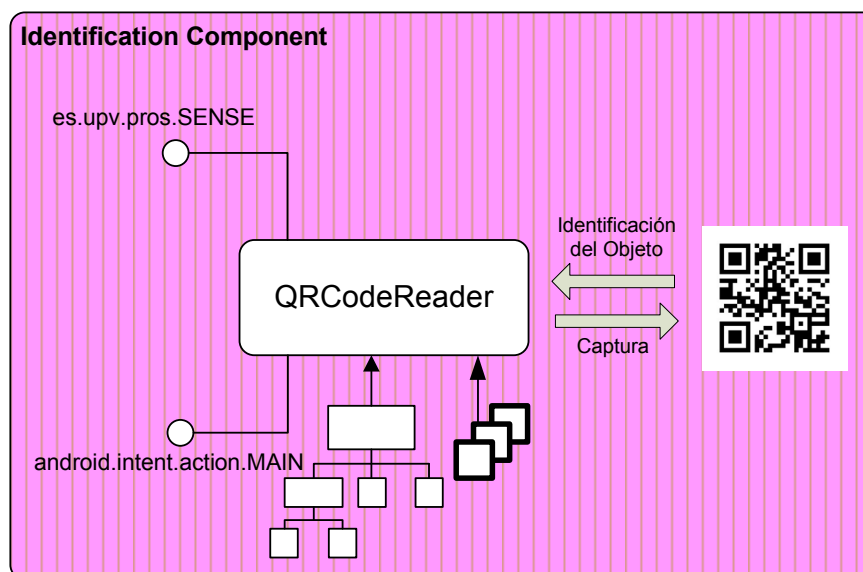 Identification Component
es.upv.pros.SENSE
Identificación
del Objeto
QRCodeReader
Captura
android.intent.action.MAIN